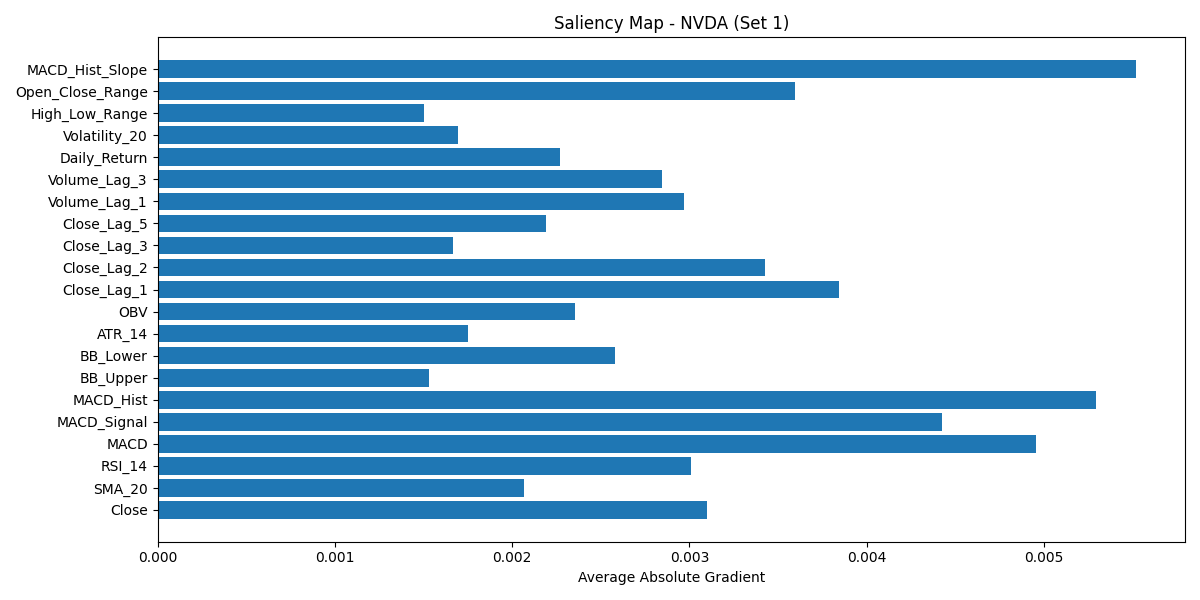 Saliency Map - NVDA (Set 1)
MACD_Hist_Slope
Open_Close_Range
High_Low_Range
Volatility_20
Daily_Return
Volume_Lag_3
Volume_Lag_1
Close_Lag_5
Close_Lag_3
Close_Lag_2
Close_Lag_1
OBV
ATR_14
BB_Lower
BB_Upper
MACD_Hist
MACD_Signal
MACD
RSI_14
SMA_20
Close
0.000 0.001 0.002 0.003 0.004 0.005
Average Absolute Gradient